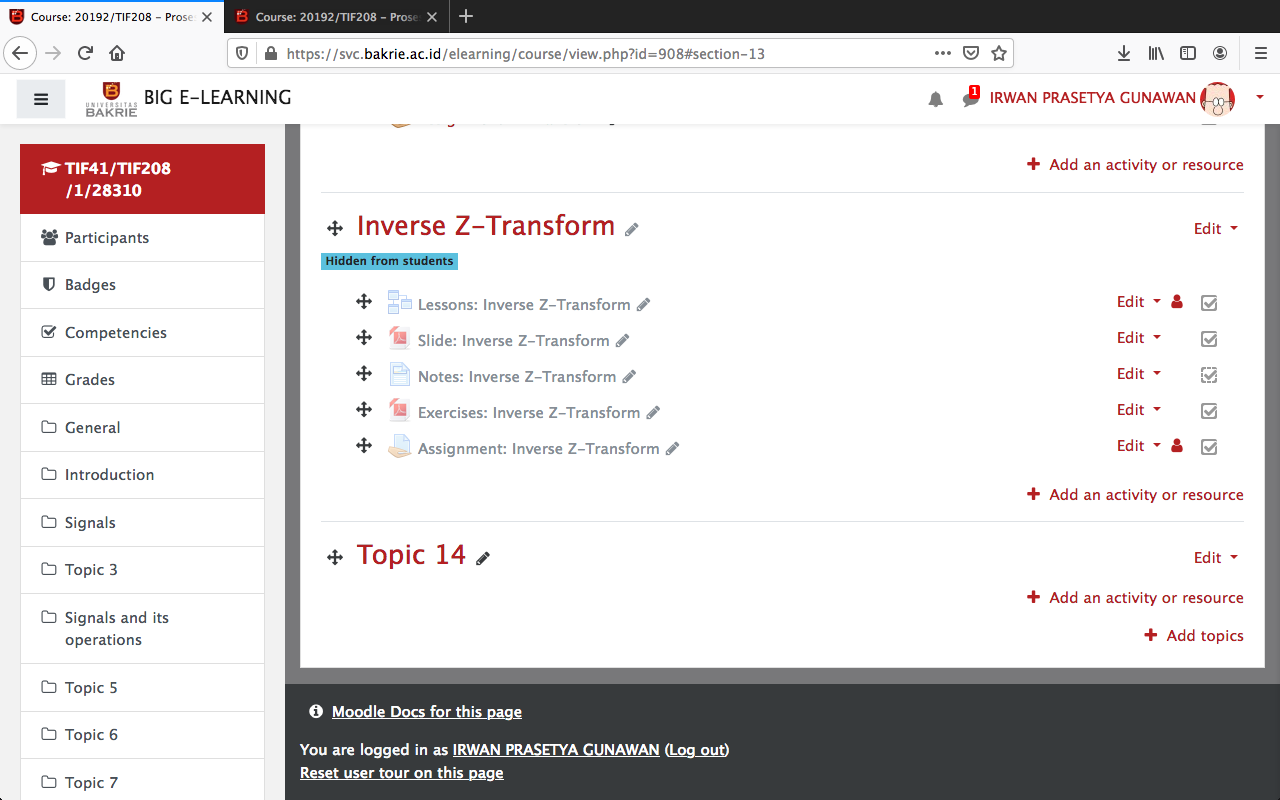 Course: 20192/TIF208 – Prose
Course: 20192/TIF208 – Prose
https://svc.bakrie.ac.id/elearning/course/view.php?id=908#section-13
UNIVERSITAS
BAKRIE
BIG E-LEARNING
1
IRWAN PRASETYA GUNAWAN
TIF41/TIF208
/1/28310
Participants
Badges
Competencies
Grades
General
Introduction
Signals
Topic 3
Signals and its
operations
Topic 5
Topic 6
Topic 7
Add an activity or resource
Inverse Z-Transform
Edit
Hidden from students
Lessons: Inverse Z-Transform
Edit
Slide: Inverse Z-Transform
Edit
Notes: Inverse Z-Transform
Edit
Exercises: Inverse Z-Transform
Edit
Assignment: Inverse Z-Transform
Edit
Add an activity or resource
Topic 14
Edit
Add an activity or resource
Add topics
Moodle Docs for this page
You are logged in as IRWAN PRASETYA GUNAWAN (Log out)
Reset user tour on this page